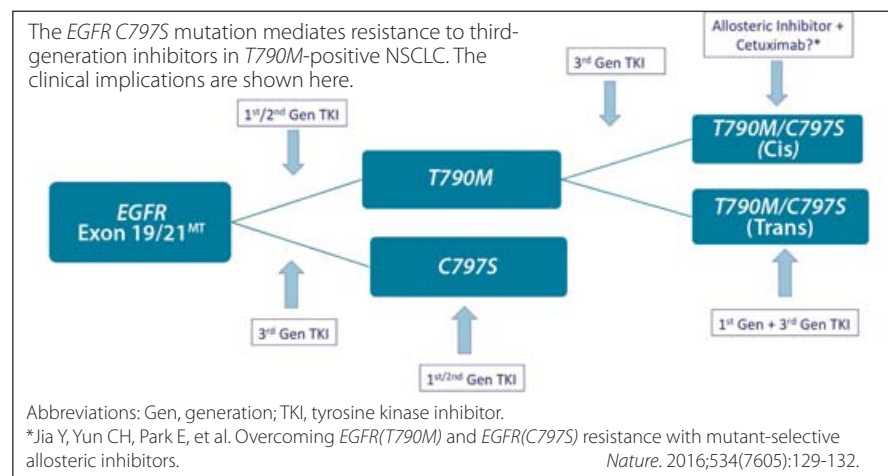 The EGFR C797S mutation mediates resistance to third-
generation inhibitors in T790M-positive NSCLC. The
clinical implications are shown here.
Allosteric Inhibitor +
Cetuximab?*
3rd Gen TKI
1st/2nd Gen TKI
T790M/C797S
(Cis)
T790M
EGFR
Exon 19/21MT
T790M/C797S
(Trans)
C797S
3rd Gen TKI
1st Gen + 3rd Gen TKI
1st/2nd Gen TKI
Abbreviations: Gen, generation; TKI, tyrosine kinase inhibitor.
*Jia Y, Yun CH, Park E, et al. Overcoming EGFR(T790M) and EGFR(C797S) resistance with mutant-selective
allosteric inhibitors. Nature. 2016;534(7605):129-132.